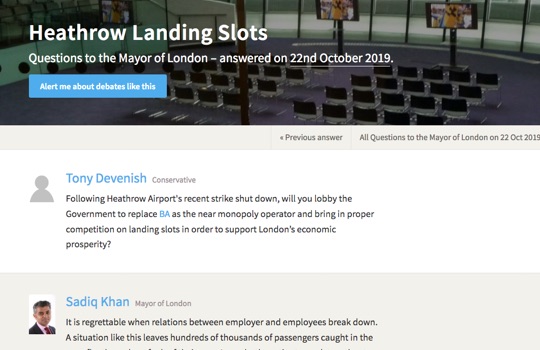 Heathrow Landing Slots
Questions to the Mayor of London – answered on 22nd October 2019.
Alert me about debates like this
« Previous answer
All Questions to the Mayor of London on 22 Oct 2019
Tony Devenish Conservative
Following Heathrow Airport's recent strike shut down, will you lobby the
Government to replace BA as the near monopoly operator and bring in proper
competition on landing slots in order to support London's economic
prosperity?
Sadiq Khan Mayor of London
It is regrettable when relations between employer and employees break down.
A situation like this leaves hundreds of thousands of passengers caught in the